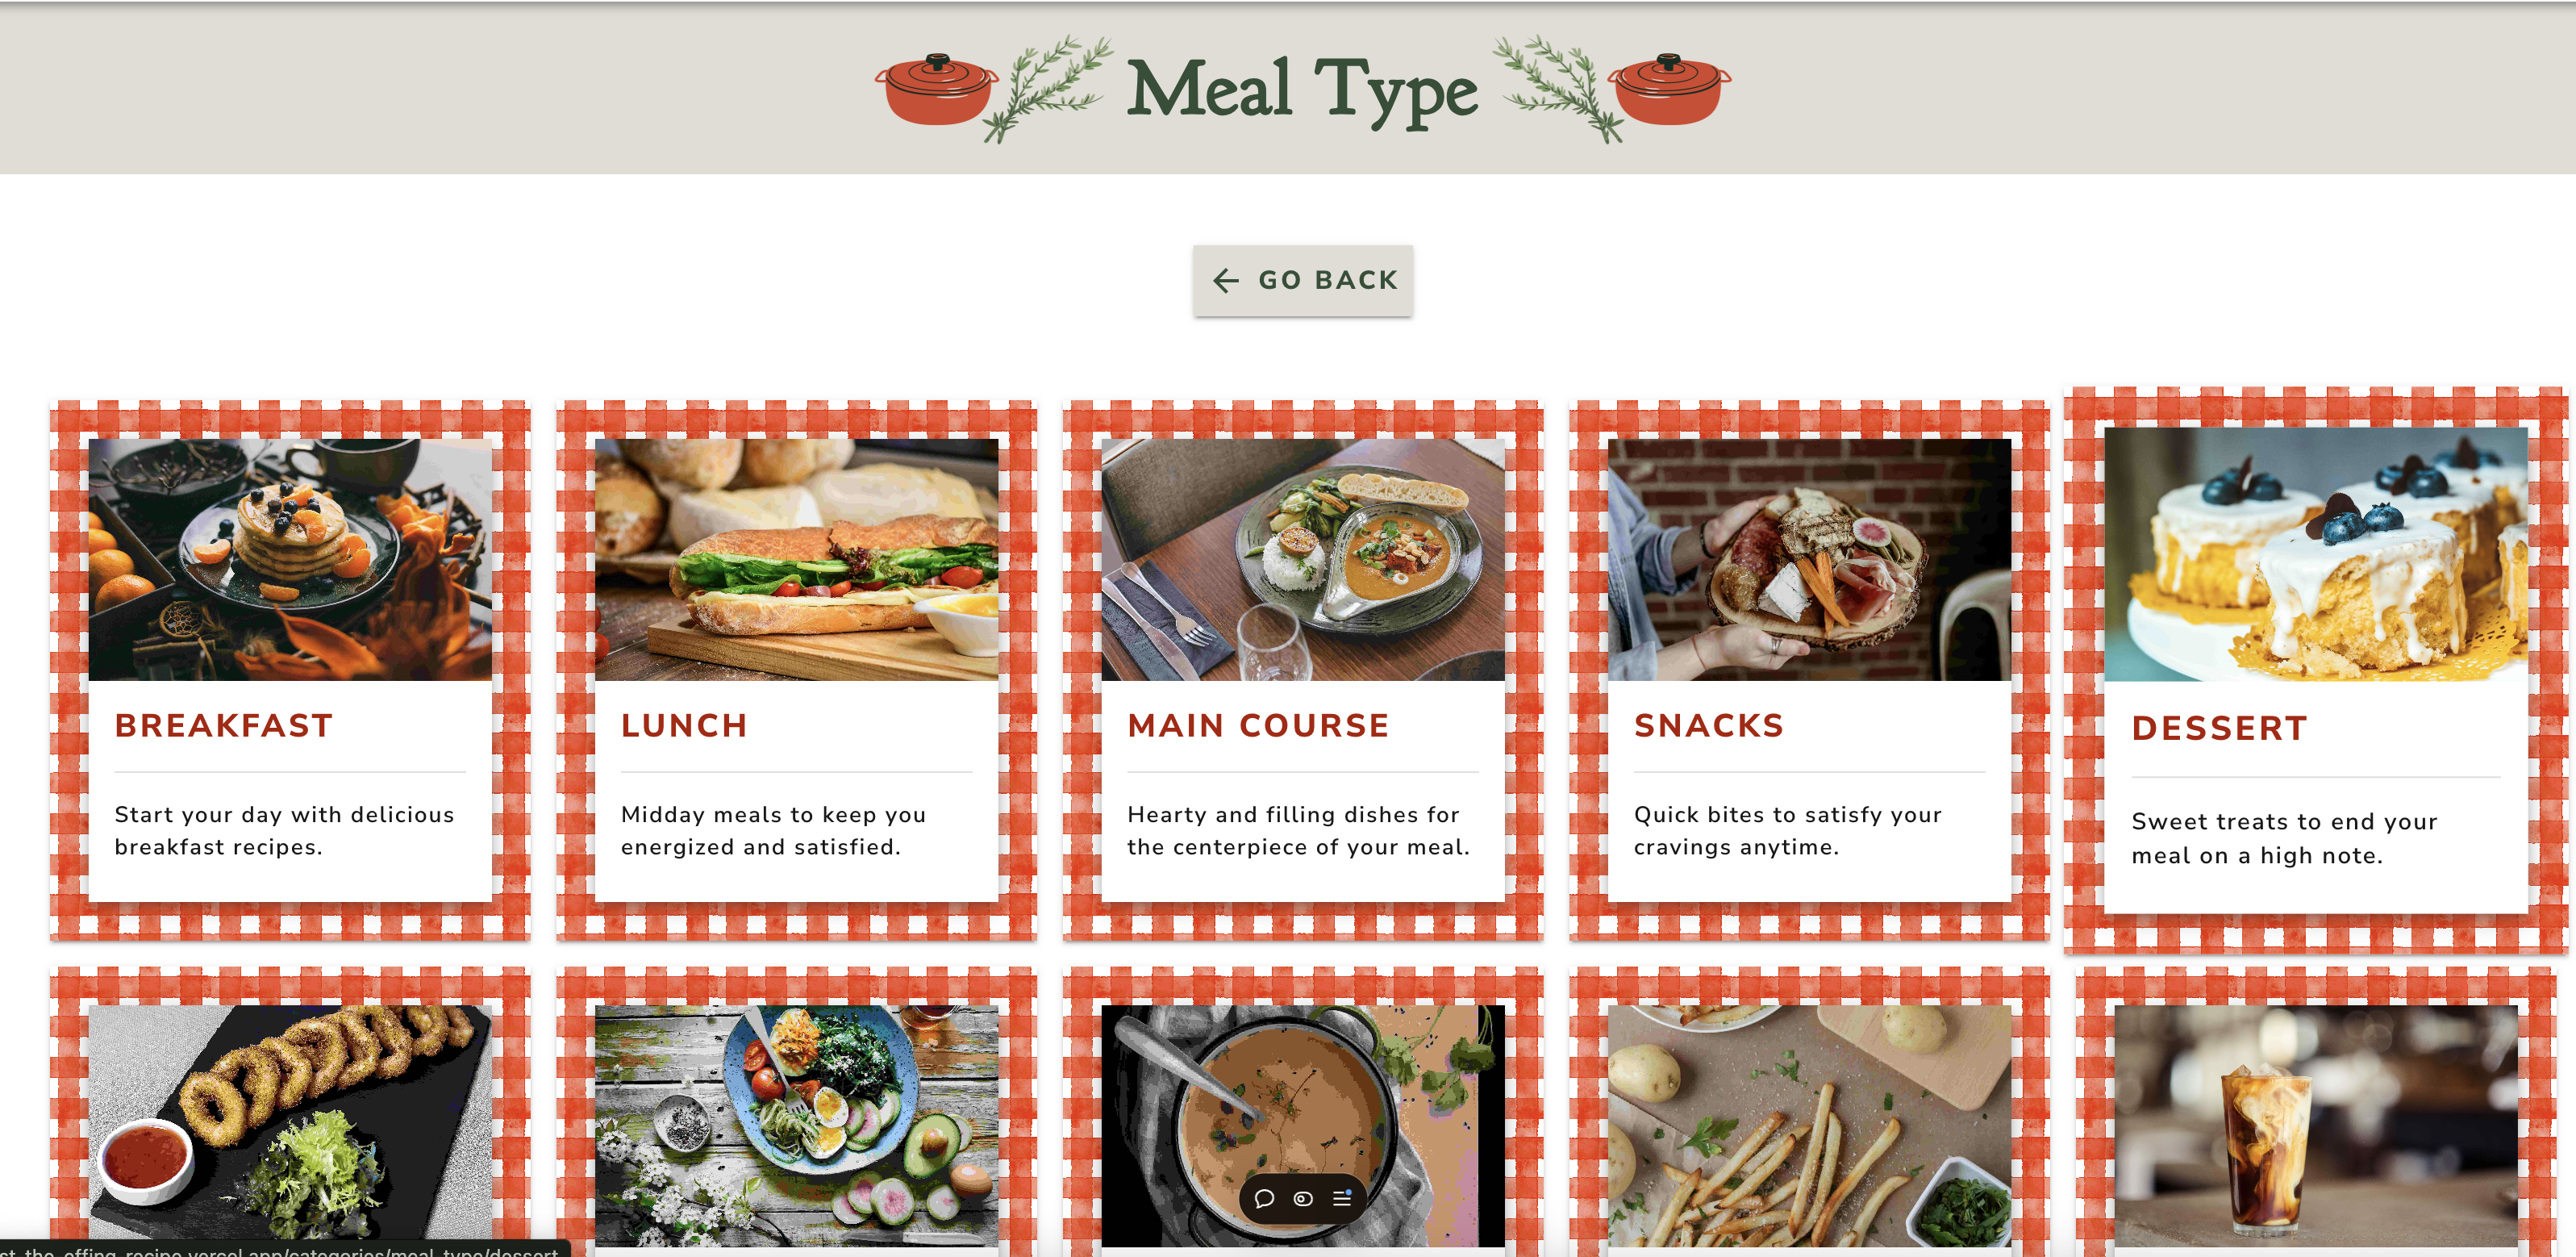 Meal Type
GO BACK
BREAKFAST
Start your day with delicious
breakfast recipes.
LUNCH
Midday meals to keep you
energized and satisfied.
MAIN COURSE
Hearty and filling dishes for
the centerpiece of your meal.
SNACKS
Quick bites to satisfy your
cravings anytime.
DESSERT
Sweet treats to end your
meal on a high note.
st-the-offing-recipe.vercel.app/categories/meal_type/dessert